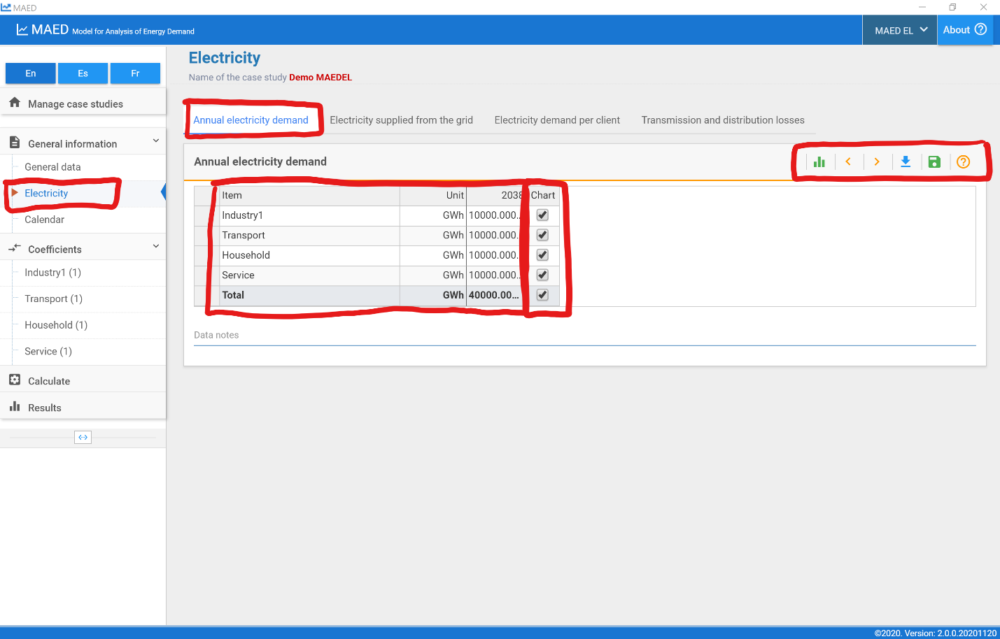 MAED
MAED Model for Analysis of Energy Demand
MAED EL
About
En Es Fr
Manage case studies
General information
General data
Electricity
Calendar
Coefficients
Industry1 (1)
Transport (1)
Household (1)
Service (1)
Calculate
Results
Electricity
Name of the case study Demo MAEDEL
Annual electricity demand Electricity supplied from the grid Electricity demand per client Transmission and distribution losses
Annual electricity demand
Item Unit 2038 Chart
Industry1 GWh 10000.000...
Transport GWh 10000.000...
Household GWh 10000.000...
Service GWh 10000.000...
Total GWh 40000.00...
Data notes
©2020. Version: 2.0.0.20201120